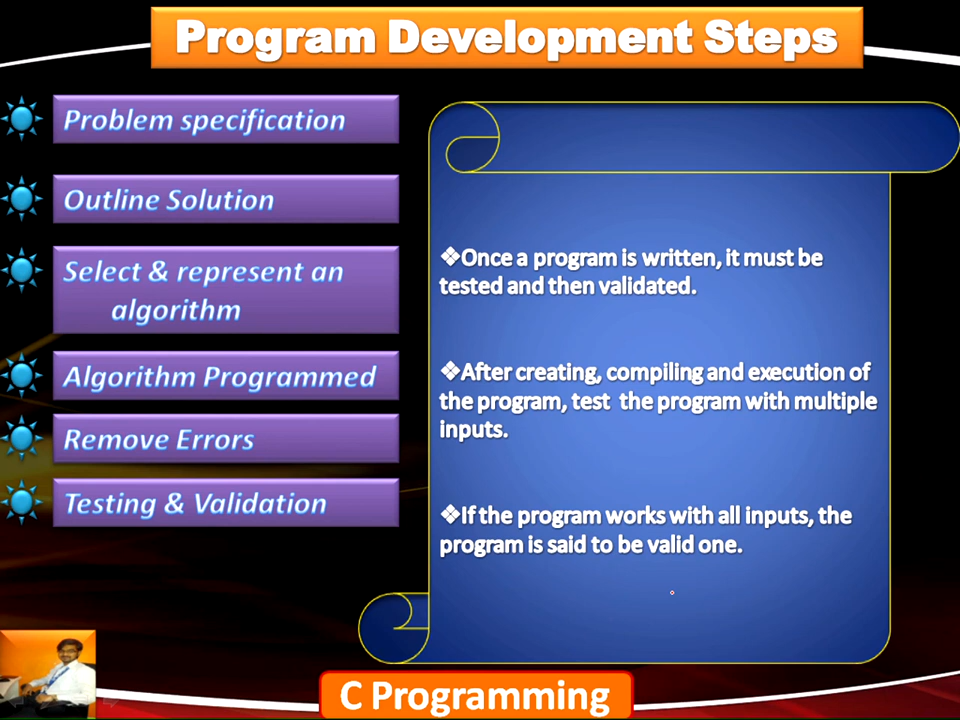 Program Development Steps
Problem specification
Outline Solution
Select & represent an
algorithm
Algorithm Programmed
Remove Errors
Testing & Validation
❖Once a program is written, it must be
tested and then validated.
❖After creating, compiling and execution of
the program, test the program with multiple
inputs.
❖If the program works with all inputs, the
program is said to be valid one.
C Programming